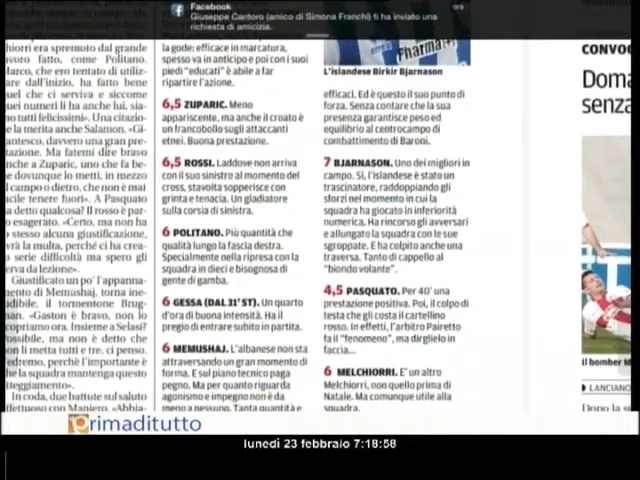 Facebook
ora
Giuseppe Cantoro (amico di Simona Franchi) ti ha inviato una
richiesta di amicizia.
chiorri era spremuto dal grande
avoro fatto, come Politano.
Marco, che ero tentato di utiliz-
are dall'inizio, ha fatto bene
quel che ci serviva e siccome
uei numeri li ha anche lui, sia-
no tutti felicissimi». Una citazio-
e la merita anche Salamon. «Gi-
antesco, davvero una gran pre-
tazione. Ma fatemi dire bravo
anche a Zuparic, uno che fa be-
e dovunque lo metti, in mezzo
l campo o dietro, che non è mai
acile tenere fuori». A Pasquato
a detto qualcosa? Il rosso è par-
o esagerato. «Certo, ma non ha
stesso alcuna giustificazione,
vrà la multa, perché ci ha crea-
o serie difficoltà ma spero gli
erva da lezione».
Giustificato un po' l'appanna-
mento di Memushaj, torna ine-
adibile, il tormentone Brug-
man. «Gaston è bravo, non lo
copriamo ora. Insieme a Selasi?
ossibile, ma non è detto che
on li metta tutti e tre, ci penso.
edremo, perchè l'importante è
he la squadra mantenga questo
tteggiamento».
In coda, due battute sul saluto
ffettuoso con Maniero. «Abbia-
la gode: efficace in marcatura,
spesso va in anticipo e poi con i suoi
piedi "educati" è abile a far
ripartire l'azione.
6,5 ZUPARIC. Meno
appariscente, ma anche il croato è
un francobollo sugli attaccanti
etnei. Buona prestazione.
6,5 ROSSI. Laddove non arriva
con il suo sinistro al momento del
cross, stavolta sopperisce con
grinta e tenacia. Un gladiatore
sulla corsia di sinistra.
6 POLITANO. Più quantità che
qualità lungo la fascia destra.
Specialmente nella ripresa con la
squadra in dieci e bisognosa di
gente di gamba.
6 GESSA (DAL 31' ST). Un quarto
d'ora di buona intensità. Ha il
pregio di entrare subito in partita.
6 MEMUSHAJ. L'albanese non sta
attraversando un gran momento di
forma. E sul piano tecnico paga
pegno. Ma per quanto riguarda
agonismo e impegno non è da
meno a nessuno. Tanta quantità e
Pharma+
L'islandese Birkir Bjarnason
efficaci. Ed è questo il suo punto di
forza. Senza contare che la sua
presenza garantisce peso ed
equilibrio al centrocampo di
combattimento di Baroni.
7 BJARNASON. Uno dei migliori in
campo. Sì, l'islandese è stato un
trascinatore, raddoppiando gli
sforzi nel momento in cui la
squadra ha giocato in inferiorità
numerica. Ha rincorso gli avversari
e allungato la squadra con le sue
sgroppate. E ha colpito anche una
traversa. Tanto di cappello al
"biondo volante".
4,5 PASQUATO. Per 40' una
prestazione positiva. Poi, il colpo di
testa che gli costa il cartellino
rosso. In effetti, l'arbitro Pairetto
fa il "fenomeno", ma dirglielo in
faccia...
6 MELCHIORRI. E' un altro
Melchiorri, non quello prima di
Natale. Ma comunque utile alla
squadra.
CONVOC
Doma
senza
Il bomber M
LANCIANO
Dopo la s
primaditutto
lunedì 23 febbraio 7:18:58